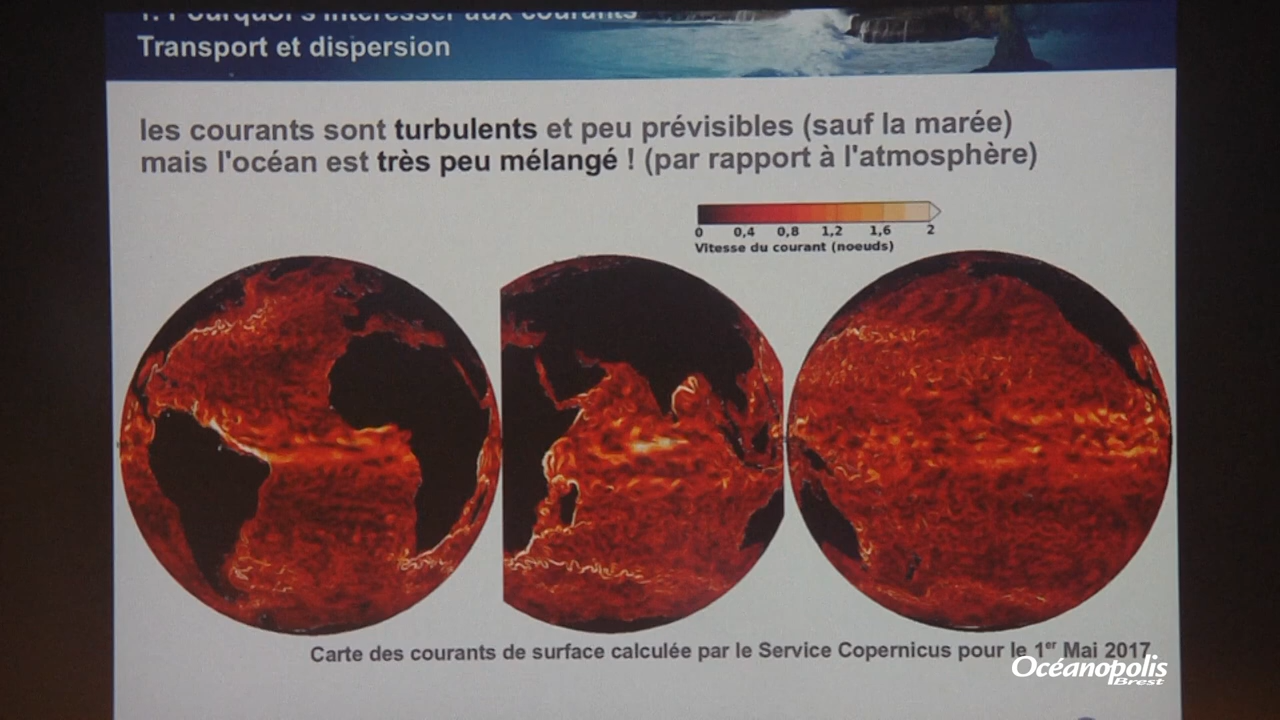 1. Pourquoi s'intéresser aux courants
Transport et dispersion
les courants sont turbulents et peu prévisibles (sauf la marée)
mais l'océan est très peu mélangé ! (par rapport à l'atmosphère)
0 0,4 0,8 1,2 1,6 2
Vitesse du courant (noeuds)
Carte des courants de surface calculée par le Service Copernicus pour le 1er Mai 2017
Océanopolis
Brest